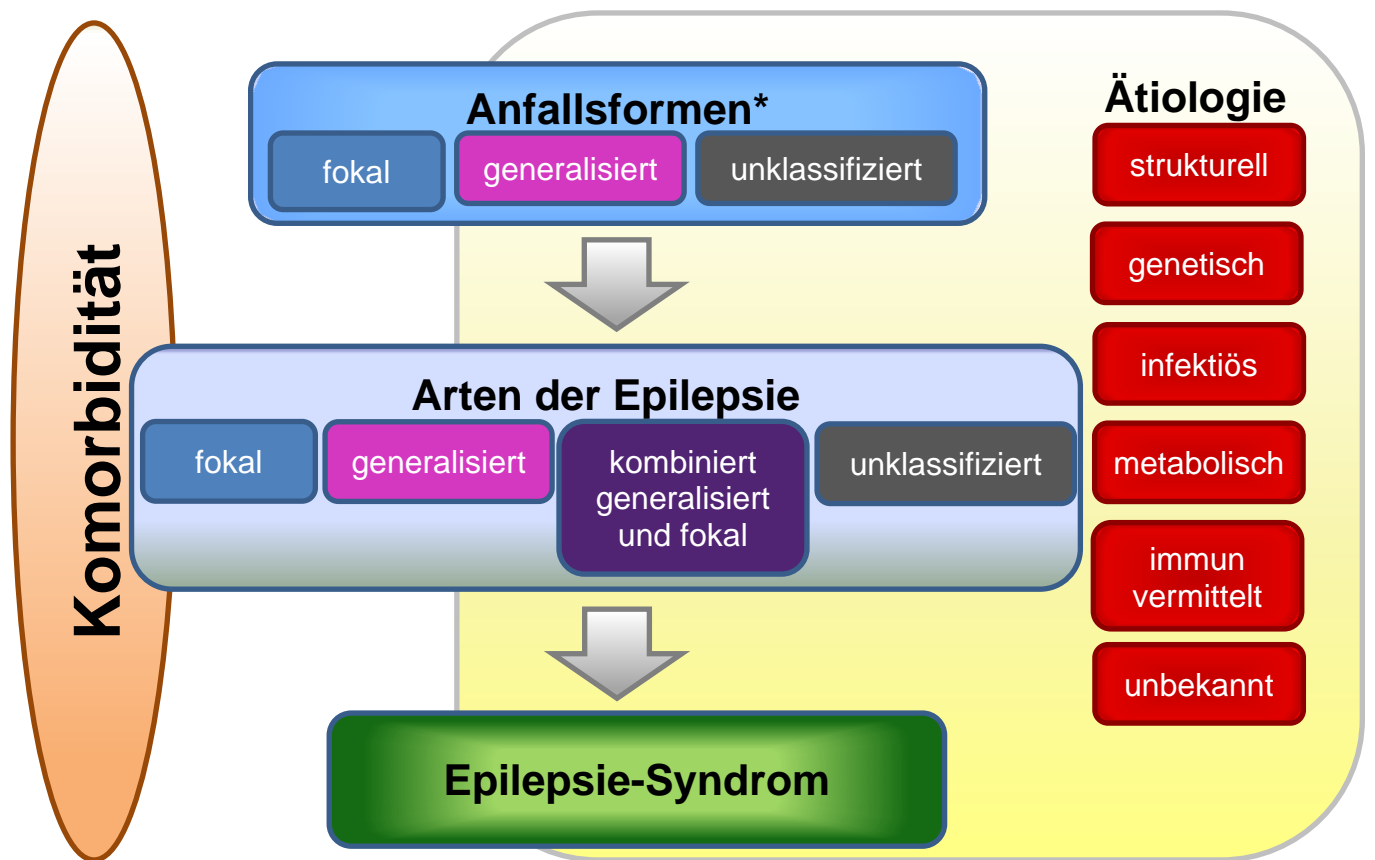 Komorbidität
Anfallsformen*
fokal
generalisiert
unklassifiziert
Arten der Epilepsie
fokal
generalisiert
kombiniert
generalisiert
und fokal
unklassifiziert
Epilepsie-Syndrom
Ätiologie
strukturell
genetisch
infektiös
metabolisch
immun
vermittelt
unbekannt